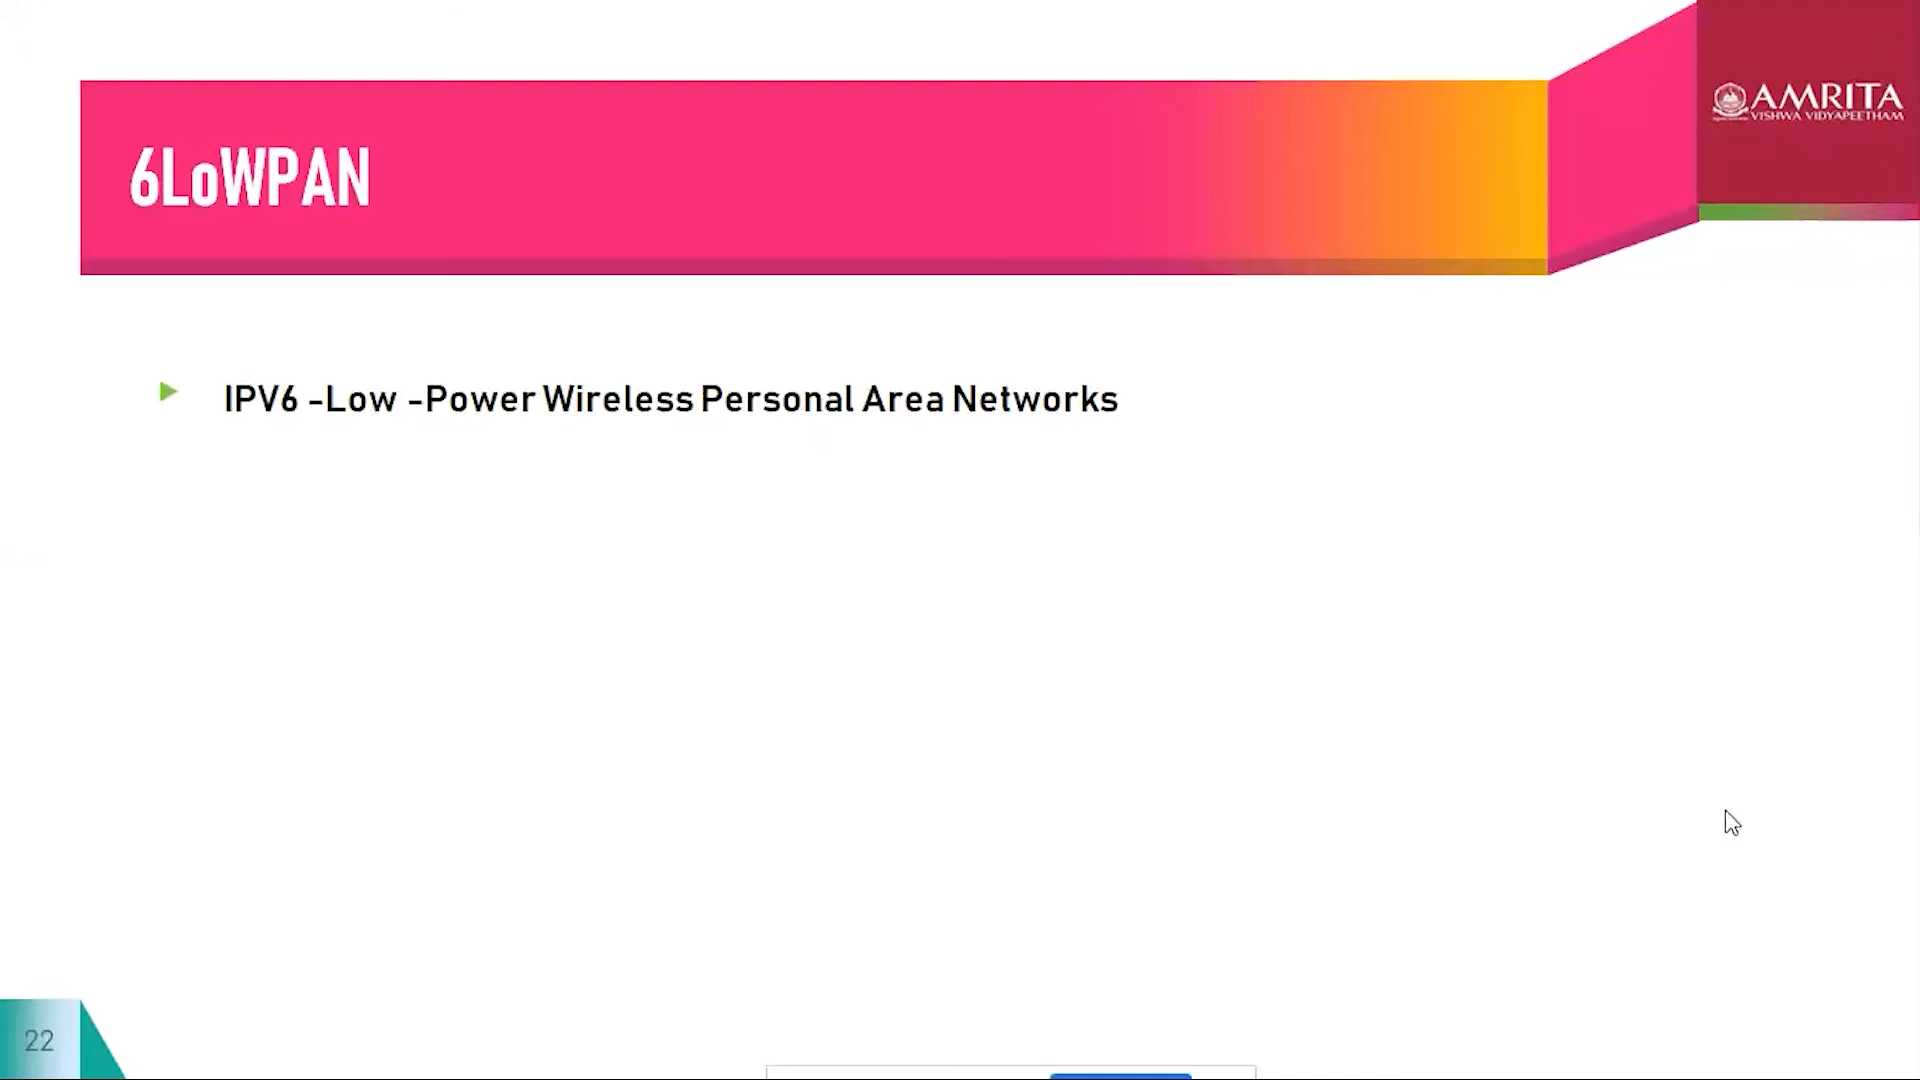 AMRITA
VISHWA VIDYAPEETHAM
6LoWPAN
IPV6 -Low -Power Wireless Personal Area Networks
22